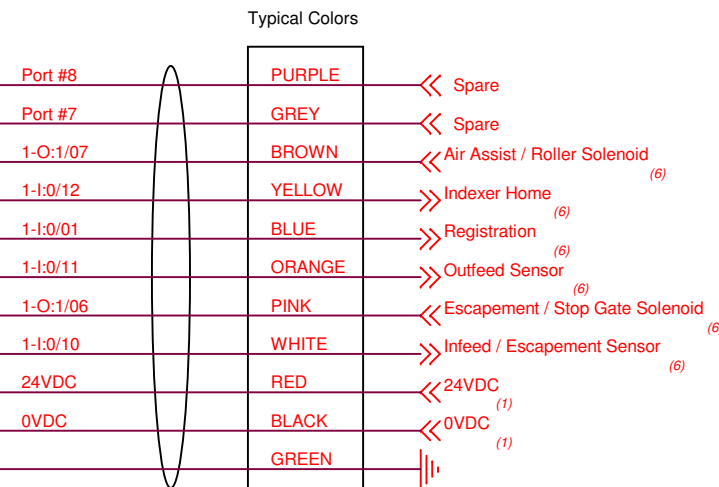 Typical Colors
Port #8 PURPLE Spare
Port #7 GREY Spare
1-O:1/07 BROWN Air Assist / Roller Solenoid
(6)
1-I:0/12 YELLOW Indexer Home
(6)
1-I:0/01 BLUE Registration
(6)
1-I:0/11 ORANGE Outfeed Sensor
(6)
1-O:1/06 PINK Escapement / Stop Gate Solenoid
(6
1-I:0/10 WHITE Infeed / Escapement Sensor
(6)
24VDC RED 24VDC
(1)
0VDC BLACK 0VDC
(1)
GREEN